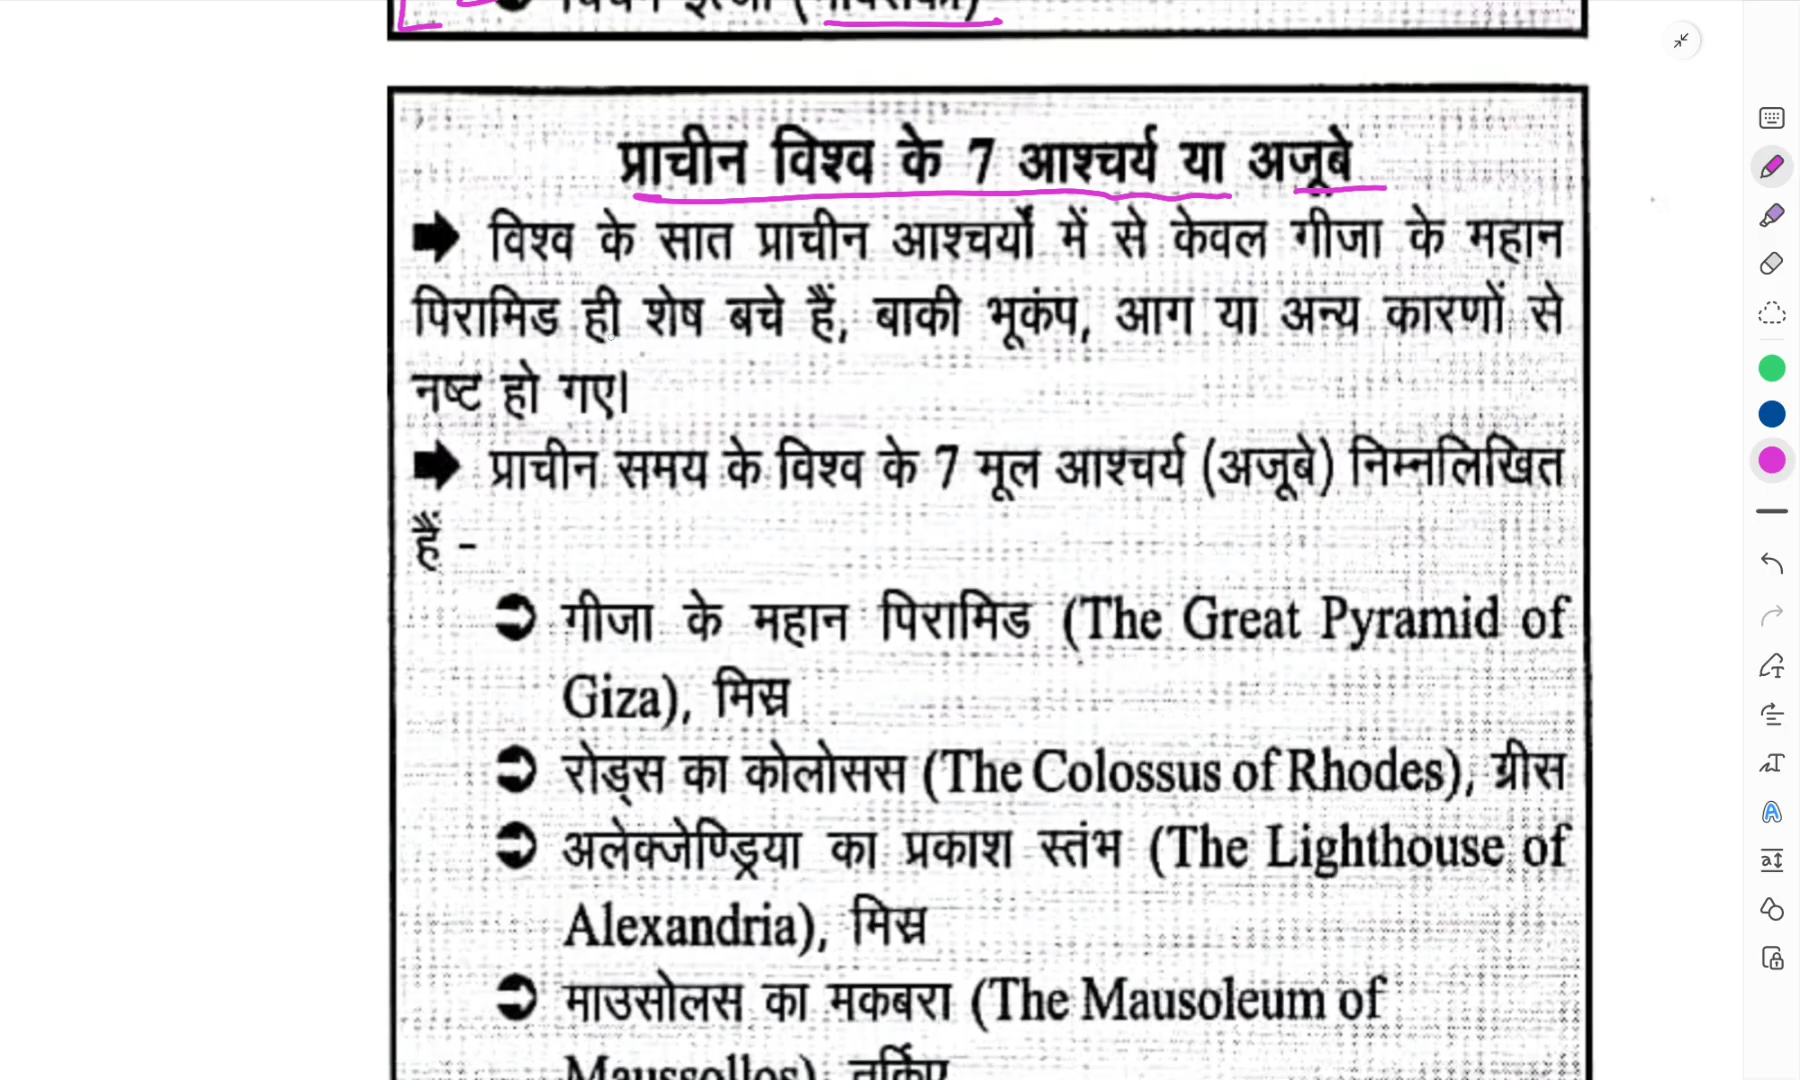 प्राचीन विश्व के 7 आश्चर्य या अजूबे
विश्व के सात प्राचीन आश्चर्यों में से केवल गीजा के महान
पिरामिड ही शेष बचे हैं, बाकी भूकंप, आग या अन्य कारणों से
नष्ट हो गए।
प्राचीन समय के विश्व के 7 मूल आश्चर्य (अजूबे) निम्नलिखित
हैं -
गीजा के महान पिरामिड (The Great Pyramid of
Giza), मिस्र
रोड्स का कोलोसस (The Colossus of Rhodes), ग्रीस
अलेक्जेण्ड्रिया का प्रकाश स्तंभ (The Lighthouse of
Alexandria), मिस्र
माउसोलस का मकबरा (The Mausoleum of
Maussollos), तुर्किए